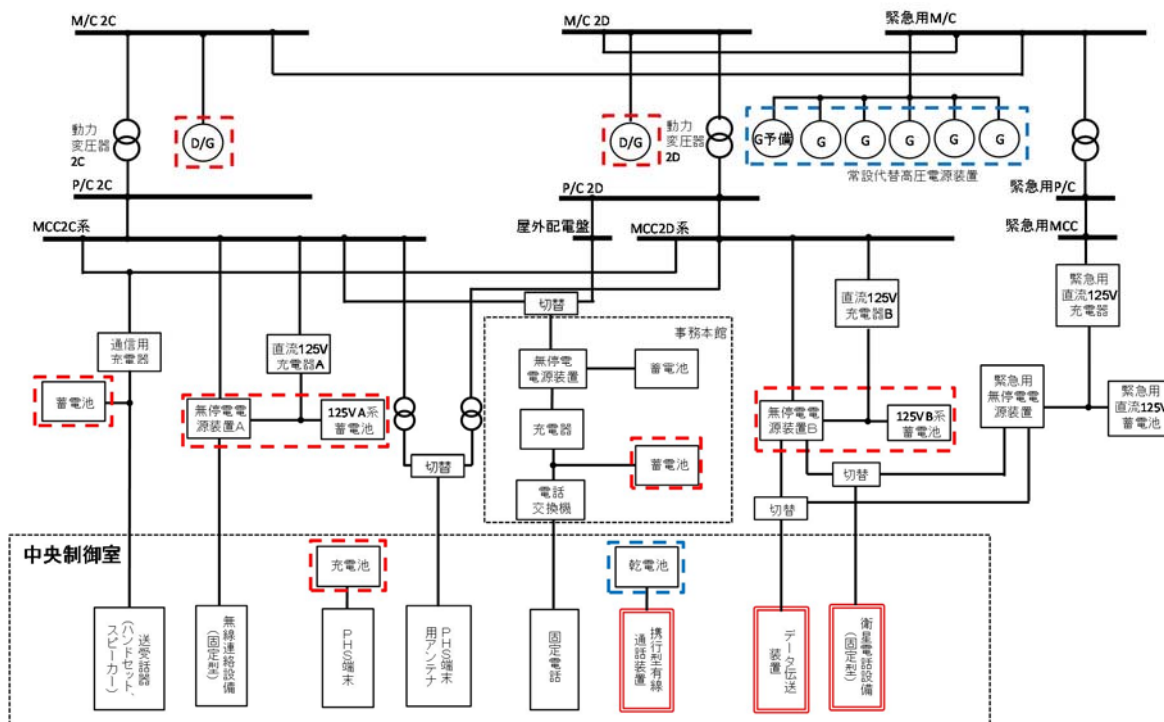 M/C 2C
M/C 2D
緊急用M/C
動力
変圧器
2C
D/G
D/G
動力
変圧器
2D
G予備
G
G
G
G
G
常設代替高圧電源装置
P/C 2C
P/C 2D
緊急用P/C
MCC2C系
屋外配電盤
MCC2D系
緊急用MCC
切替
直流125V
充電器B
緊急用
直流125V
充電器
事務本館
通信用
充電器
直流125V
充電器A
無停電
電源装置
蓄電池
緊急用
無停電電
源装置
緊急用
直流125V
蓄電池
蓄電池
無停電電
源装置A
125V A系
蓄電池
充電器
無停電電
源装置B
125V B系
蓄電池
切替
蓄電池
切替
電話
交換機
切替
中央制御室
充電池
乾電池
送受話器
(ハンドセット、
スピーカー)
無線連絡設備
(固定型)
PHS端末
PHS端末
用アンテナ
固定電話
携行型有線
通話装置
データ伝送
装置
衛星電話設備
(固定型)